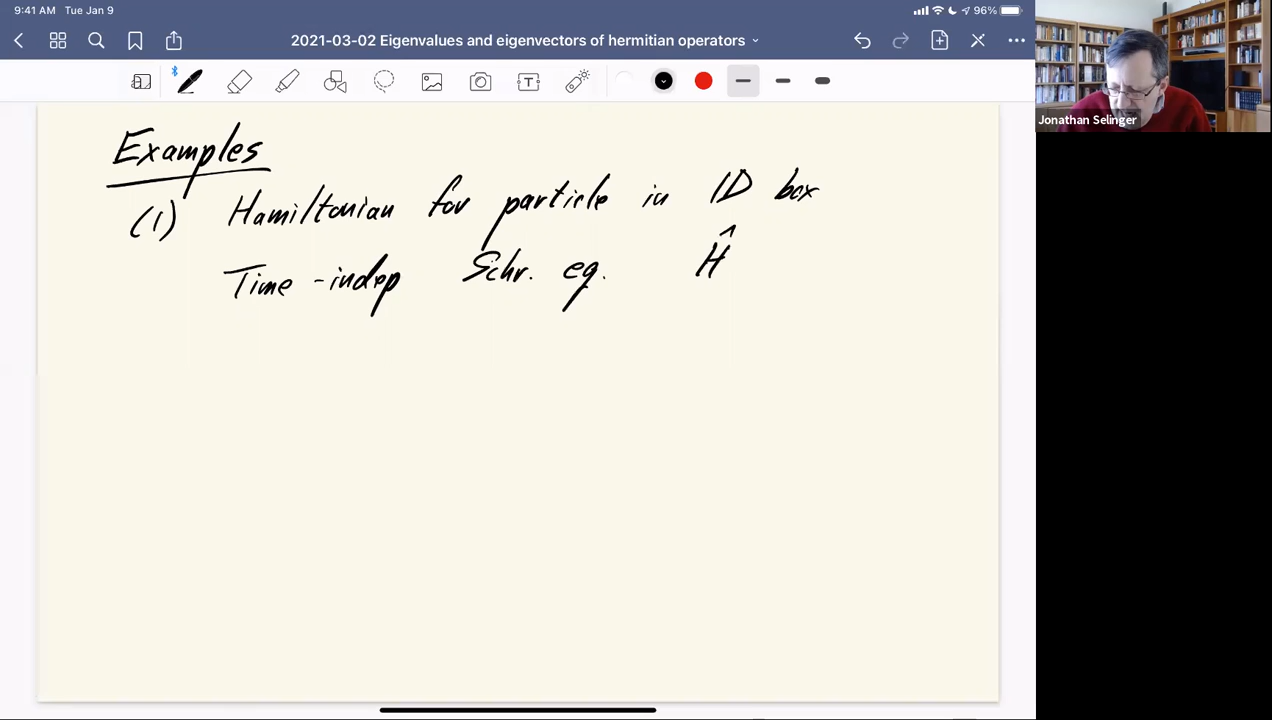 9:41 AM Tue Jan 9 96%
2021-03-02 Eigenvalues and eigenvectors of hermitian operators
T
Jonathan Selinger
Examples
(1) Hamiltonian for particle in 1D box
Time-indep Schr. eq. Ĥ